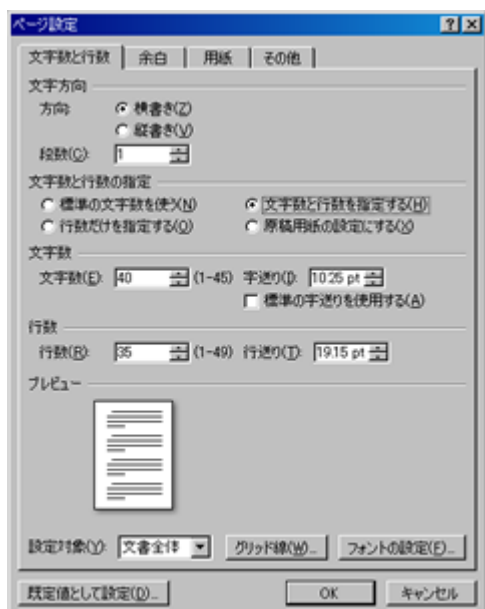 ページ設定
文字数と行数 余白 用紙 その他
文字方向
方向: 横書き(Z)
縦書き(V)
段数(C): 1
文字数と行数の指定
標準の文字数を使う(N) 文字数と行数を指定する(H)
行数だけを指定する(O) 原稿用紙の設定にする(X)
文字数
文字数(E): 40 (1-45) 字送り(I): 10.25 pt
標準の字送りを使用する(A)
行数
行数(R): 35 (1-49) 行送り(T): 19.15 pt
プレビュー
設定対象(Y): 文書全体 グリッド線(W)... フォントの設定(F)...
既定値として設定(D)... OK キャンセル